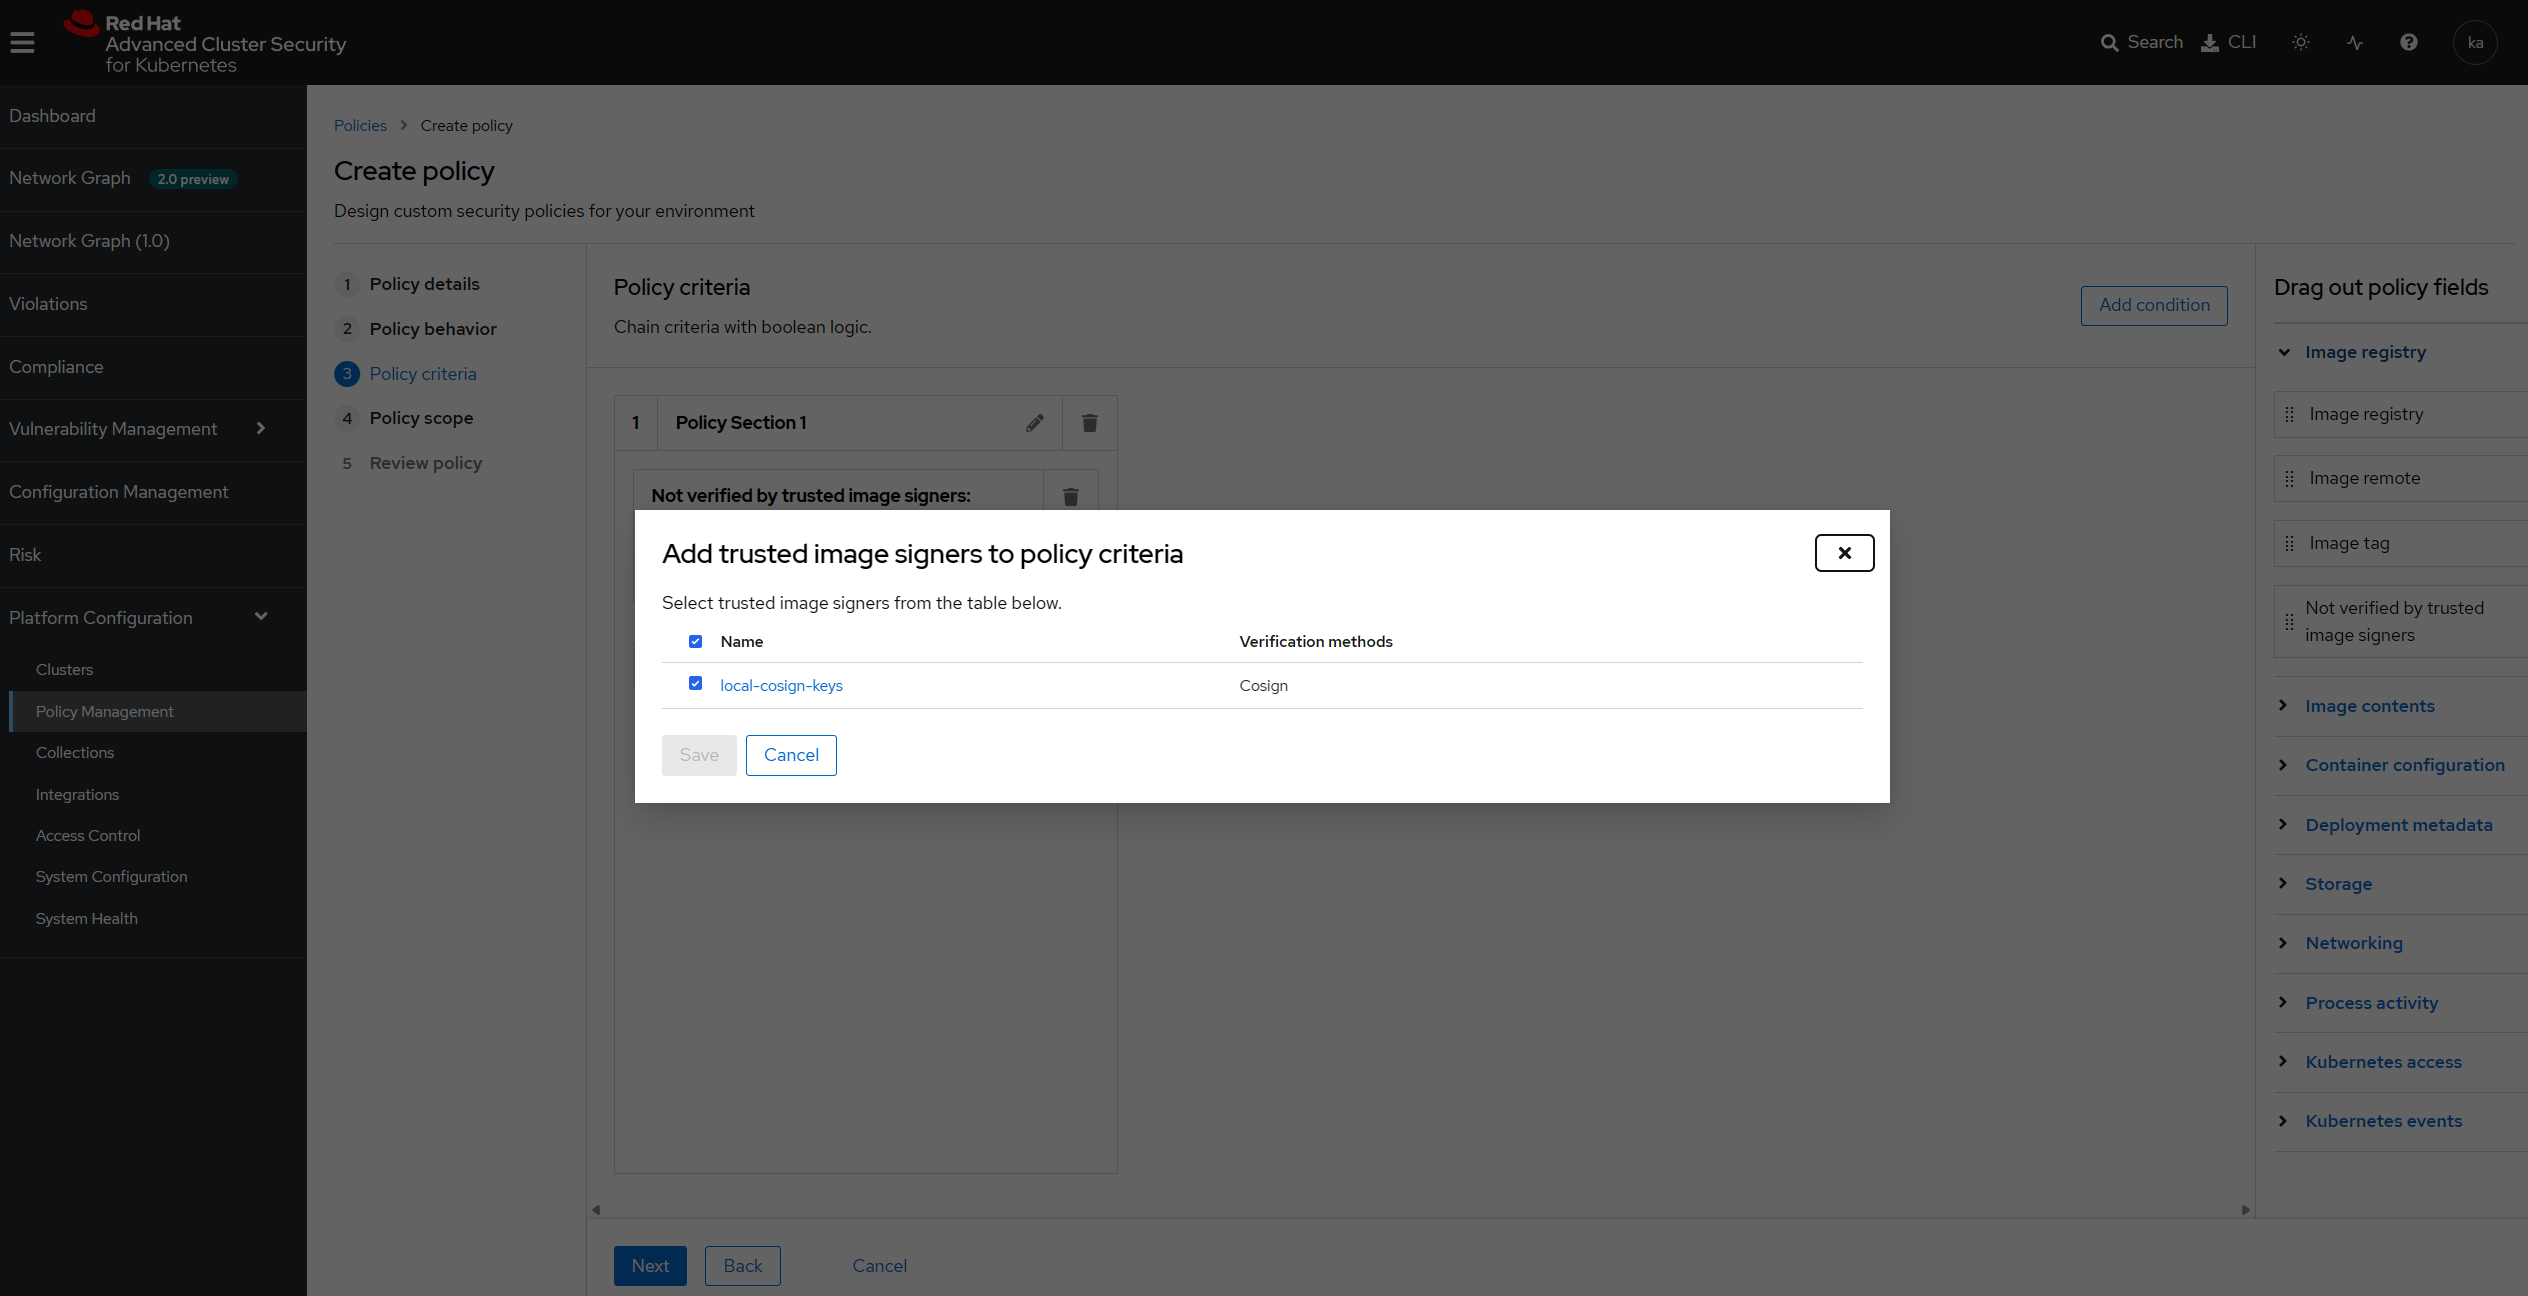 Red Hat
Advanced Cluster Security
for Kubernetes
Search
CLI
ka
Dashboard
Network Graph 2.0 preview
Network Graph (1.0)
Violations
Compliance
Vulnerability Management
Configuration Management
Risk
Platform Configuration
Clusters
Policy Management
Collections
Integrations
Access Control
System Configuration
System Health
Policies > Create policy
Create policy
Design custom security policies for your environment
1 Policy details
2 Policy behavior
3 Policy criteria
4 Policy scope
5 Review policy
Policy criteria
Chain criteria with boolean logic.
Add condition
1 Policy Section 1
Not verified by trusted image signers:
Add trusted image signers to policy criteria
Select trusted image signers from the table below.
Name Verification methods
local-cosign-keys Cosign
Save Cancel
Drag out policy fields
Image registry
Image registry
Image remote
Image tag
Not verified by trusted
image signers
Image contents
Container configuration
Deployment metadata
Storage
Networking
Process activity
Kubernetes access
Kubernetes events
Next Back Cancel